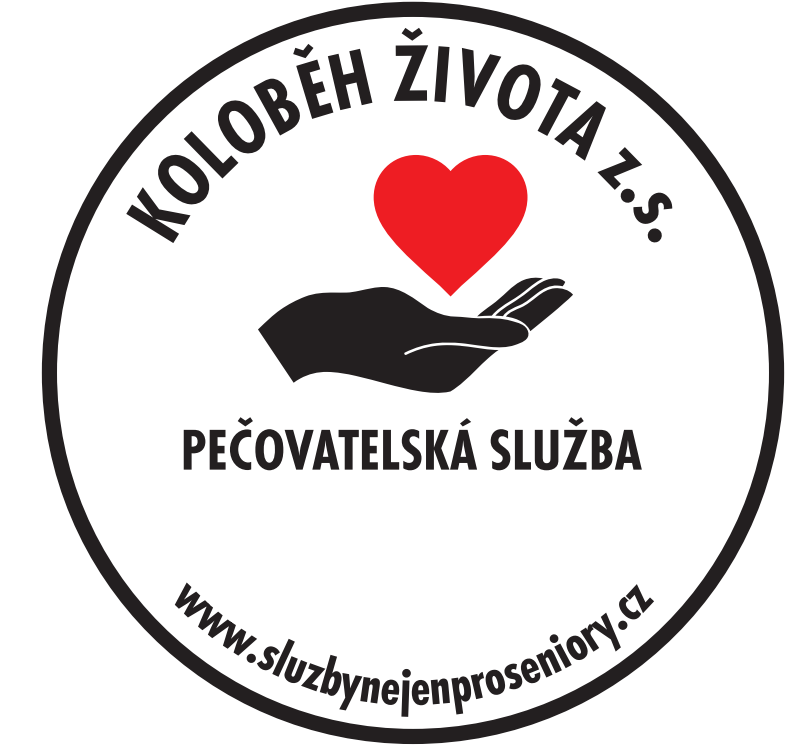 KOLOBĚH ŽIVOTA z.s.
PEČOVATELSKÁ SLUŽBA
www.sluzbynejenproseniory.cz